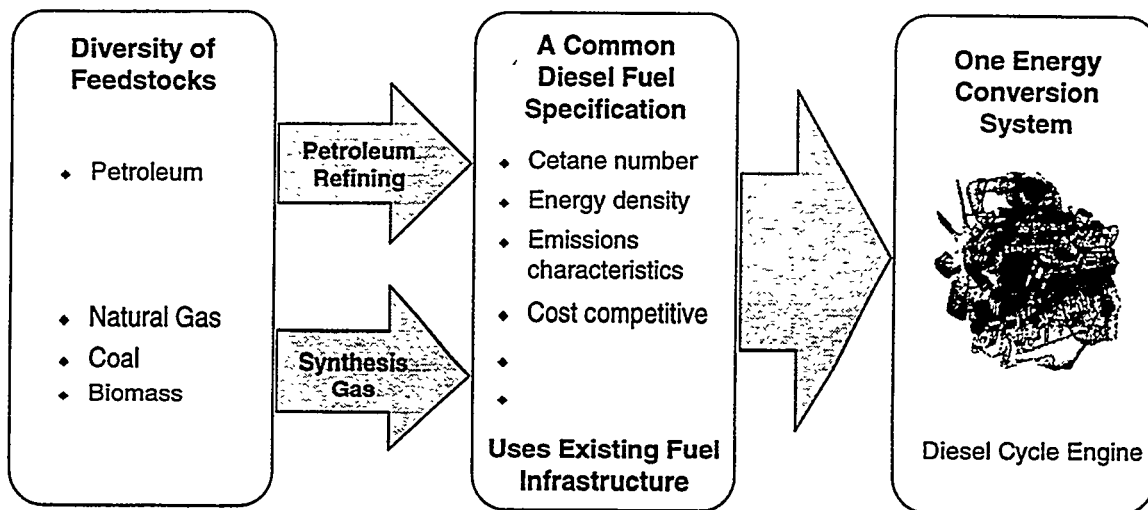 Diversity of
Feedstocks
◆ Petroleum
◆ Natural Gas
◆ Coal
◆ Biomass
Petroleum
Refining
Synthesis
Gas
A Common
Diesel Fuel
Specification
◆ Cetane number
◆ Energy density
◆ Emissions
characteristics
◆ Cost competitive
◆
◆
Uses Existing Fuel
Infrastructure
One Energy
Conversion
System
Diesel Cycle Engine